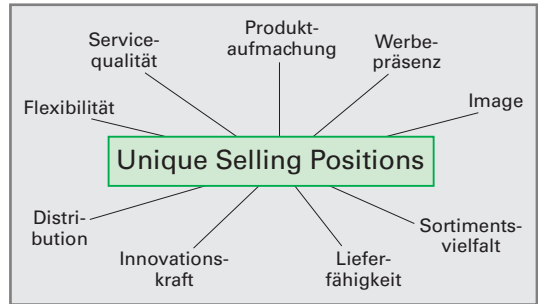 Produkt-
aufmachung
Service-
qualität
Werbe-
präsenz
Flexibilität
Image
Unique Selling Positions
Distri-
bution
Innovations-
kraft
Liefer-
fähigkeit
Sortiments-
vielfalt